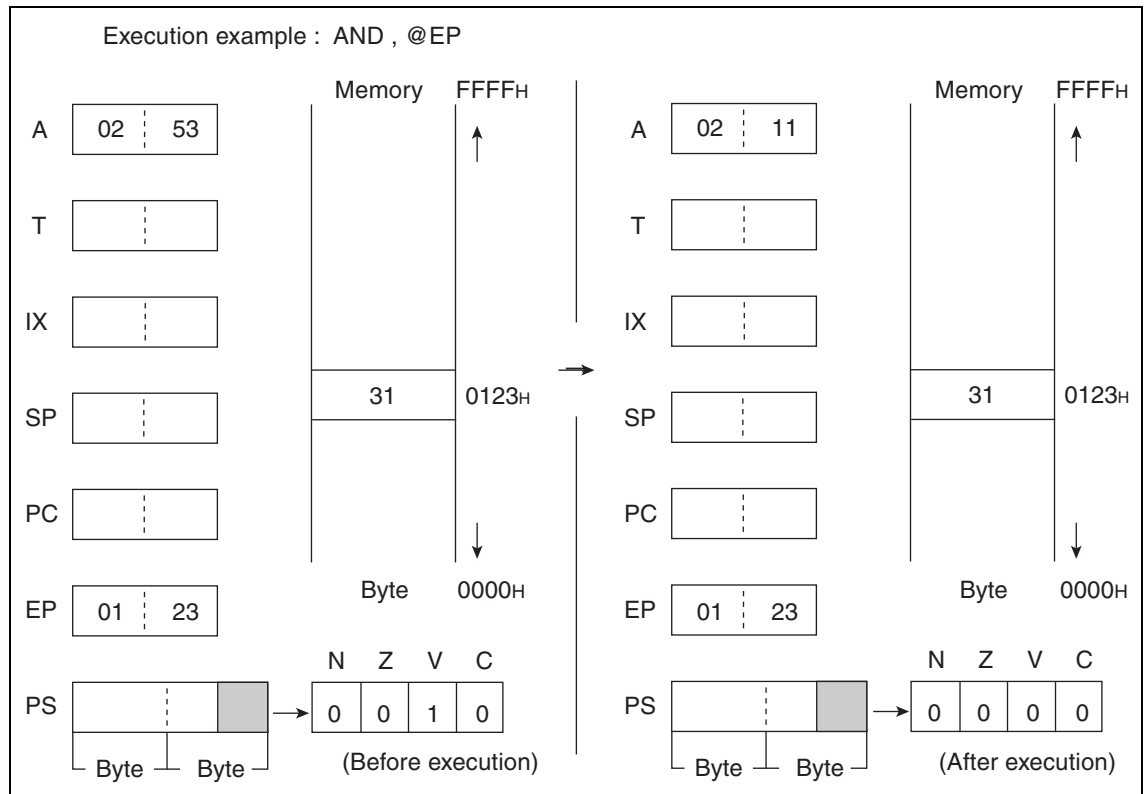 Execution example : AND , @EP
Memory FFFFH
A 02 53
T
IX
31 0123H
SP
PC
Byte 0000H
EP 01 23
N Z V C
PS 0 0 1 0
Byte Byte (Before execution)
Memory FFFFH
A 02 11
T
IX
31 0123H
SP
PC
Byte 0000H
EP 01 23
N Z V C
PS 0 0 0 0
Byte Byte (After execution)